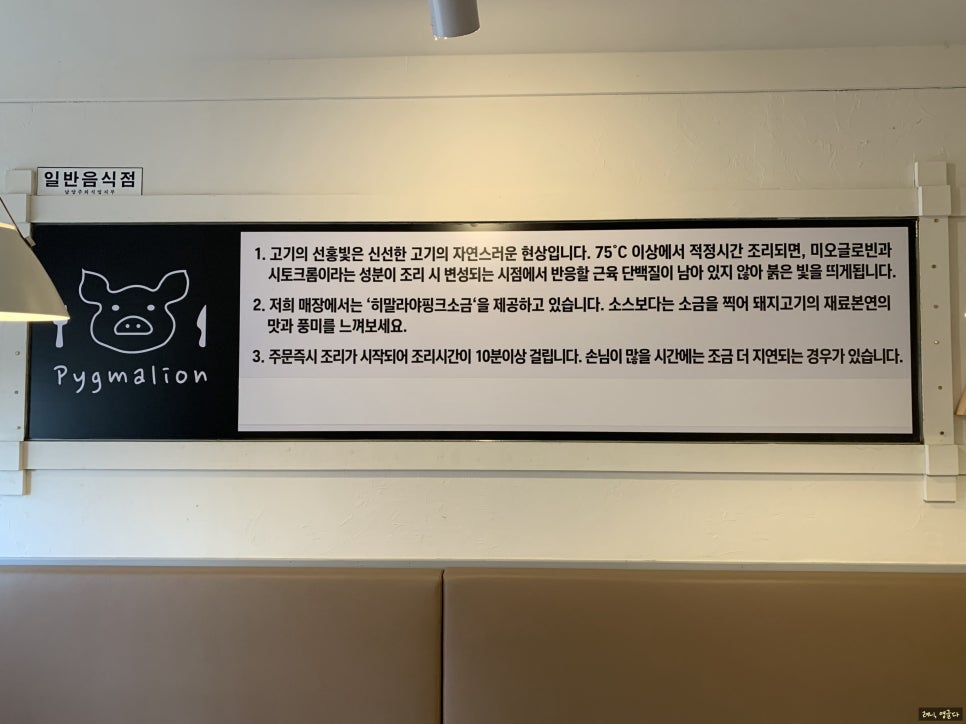 일반음식점
1. 고기의 선홍빛은 신선한 고기의 자연스러운 현상입니다. 75°C 이상에서 적정시간 조리되면, 미오글로빈과
시토크롬이라는 성분이 조리 시 변성되는 시점에서 반응할 근육 단백질이 남아 있지 않아 붉은 빛을 띄게됩니다.
2. 저희 매장에서는 ‘히말라야핑크소금‘을 제공하고 있습니다. 소스보다는 소금을 찍어 돼지고기의 재료본연의
맛과 풍미를 느껴보세요.
3. 주문즉시 조리가 시작되어 조리시간이 10분이상 걸립니다. 손님이 많을 시간에는 조금 더 지연되는 경우가 있습니다.
Pygmalion